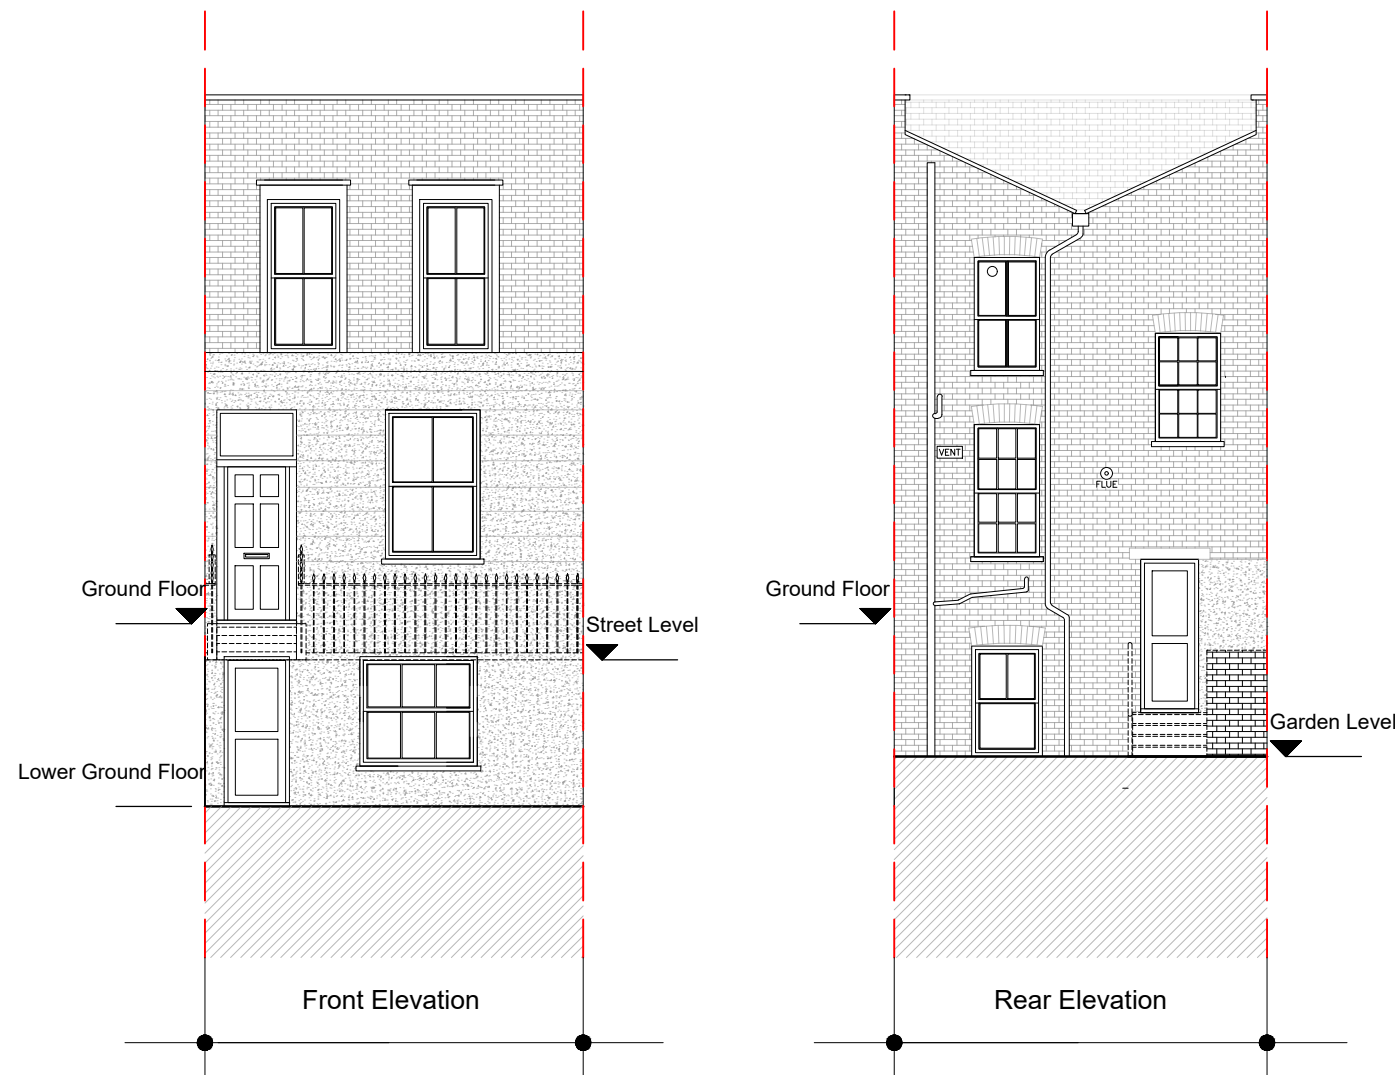 Ground Floor
Street Level
Lower Ground Floor
Front Elevation
VENT
FLUE
Ground Floor
Garden Level
Rear Elevation